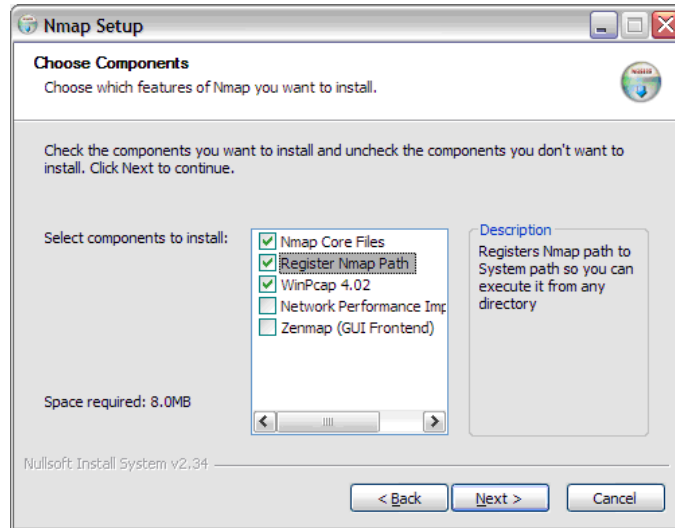 Nmap Setup
Choose Components
Choose which features of Nmap you want to install.
Check the components you want to install and uncheck the components you don't want to
install. Click Next to continue.
Select components to install:
Nmap Core Files
Register Nmap Path
WinPcap 4.02
Network Performance Imp
Zenmap (GUI Frontend)
Description
Registers Nmap path to
System path so you can
execute it from any
directory
Space required: 8.0MB
Nullsoft Install System v2.34
< Back
Next >
Cancel